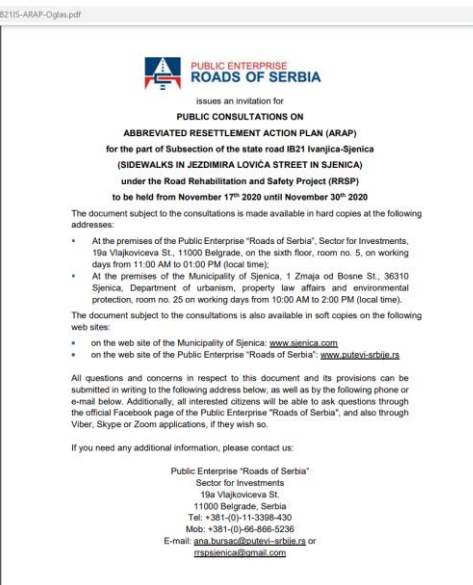 B21IS-ARAP-Oglas.pdf
PUBLIC ENTERPRISE
ROADS OF SERBIA
issues an invitation for
PUBLIC CONSULTATIONS ON
ABBREVIATED RESETTLEMENT ACTION PLAN (ARAP)
for the part of Subsection of the state road IB21 Ivanjica-Sjenica
(SIDEWALKS IN JEZDIMIRA LOVIĆA STREET IN SJENICA)
under the Road Rehabilitation and Safety Project (RRSP)
to be held from November 17th 2020 until November 30th 2020
The document subject to the consultations is made available in hard copies at the following
addresses:
• At the premises of the Public Enterprise "Roads of Serbia", Sector for Investments,
19a Vlajkoviceva St., 11000 Belgrade, on the sixth floor, room no. 5, on working
days from 11:00 AM to 01:00 PM (local time);
• At the premises of the Municipality of Sjenica, 1 Zmaja od Bosne St., 36310
Sjenica, Department of urbanism, property law affairs and environmental
protection, room no. 25 on working days from 10:00 AM to 2:00 PM (local time).
The document subject to the consultations is also available in soft copies on the following
web sites:
• on the web site of the Municipality of Sjenica: www.sjenica.com
• on the web site of the Public Enterprise "Roads of Serbia": www.putevi-srbije.rs
All questions and concerns in respect to this document and its provisions can be
submitted in writing to the following address below, as well as by the following phone or
e-mail below. Additionally, all interested citizens will be able to ask questions through
the official Facebook page of the Public Enterprise "Roads of Serbia", and also through
Viber, Skype or Zoom applications, if they wish so.
If you need any additional information, please contact us:
Public Enterprise "Roads of Serbia"
Sector for Investments
19a Vlajkoviceva St.
11000 Belgrade, Serbia
Tel: +381-(0)-11-3398-430
Mob: +381-(0)-66-866-5236
E-mail: ana.bursac@putevi–srbije.rs or
rrspsjenica@gmail.com